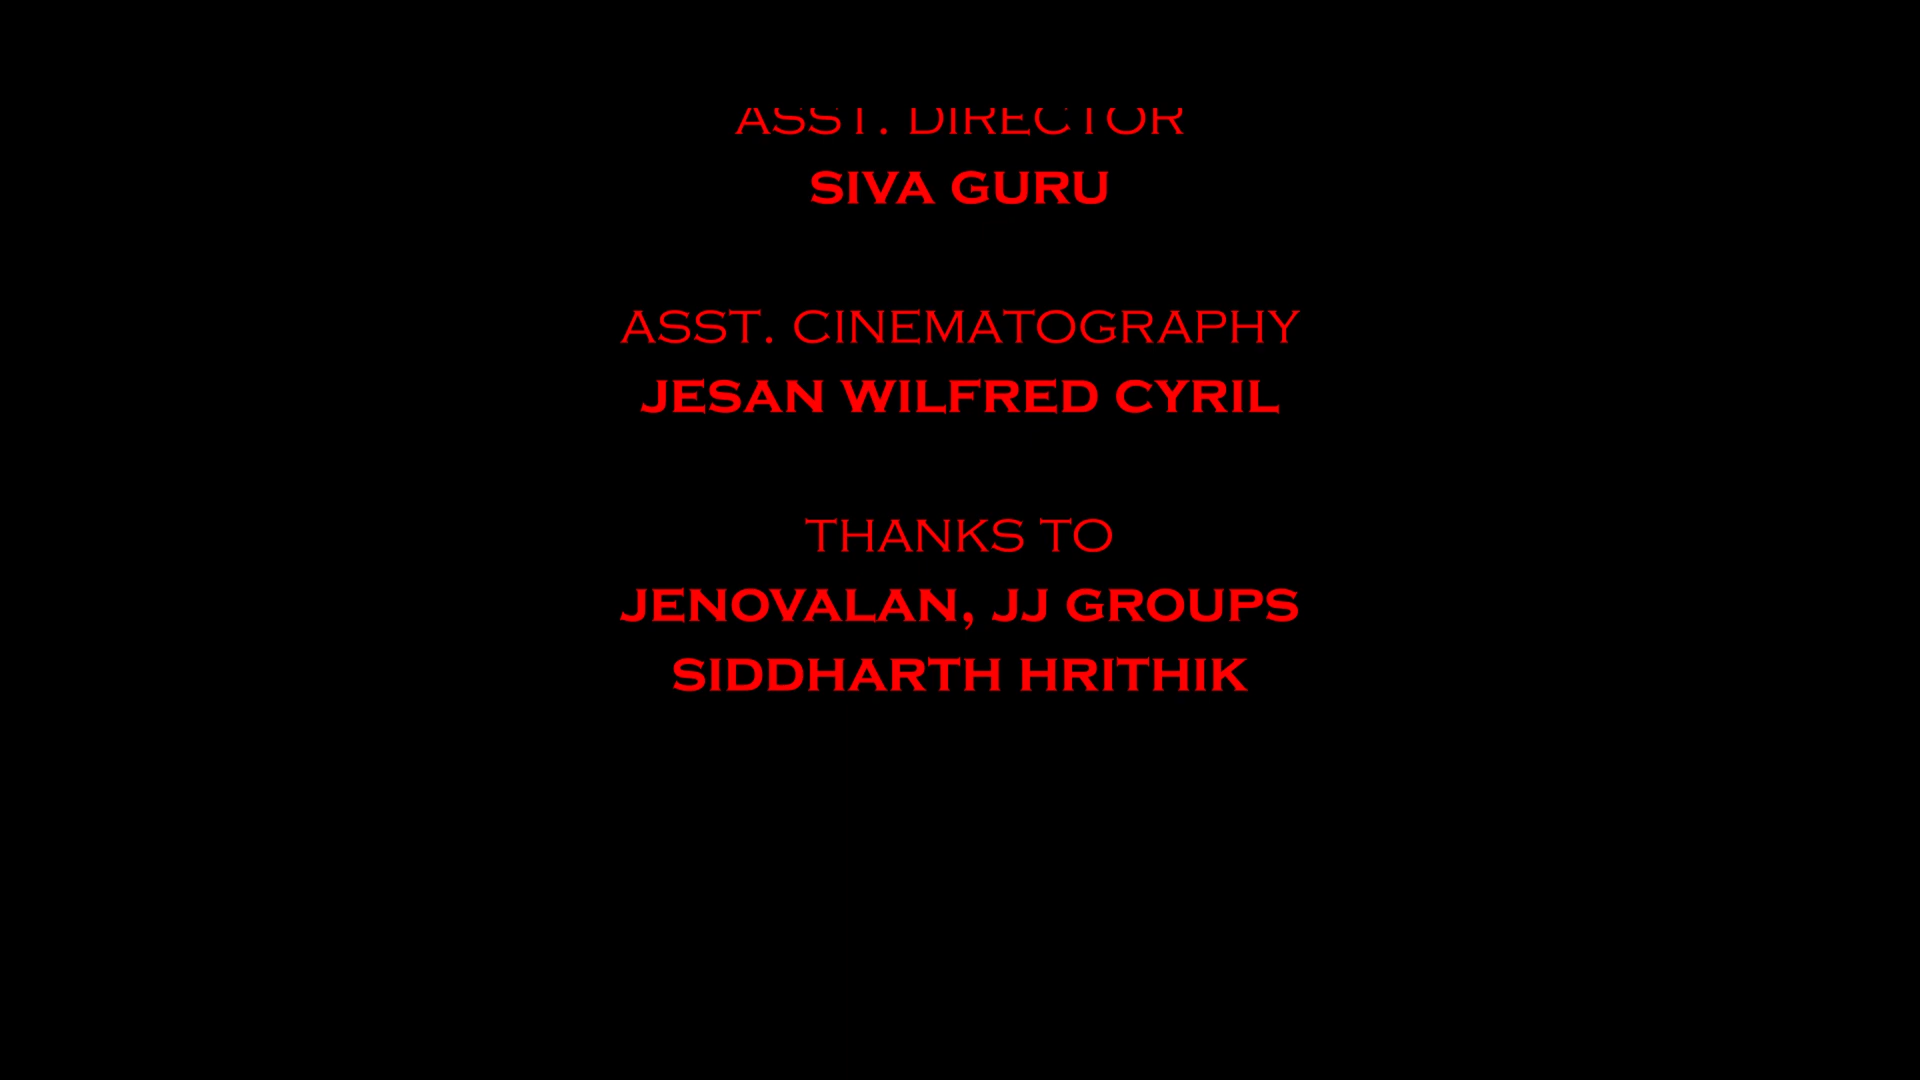 ASST. DIRECTOR
SIVA GURU
ASST. CINEMATOGRAPHY
JESAN WILFRED CYRIL
THANKS TO
JENOVALAN, JJ GROUPS
SIDDHARTH HRITHIK